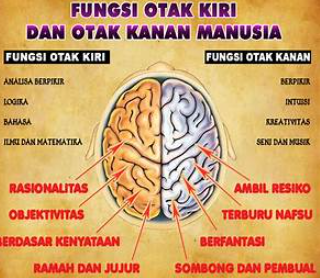 FUNGSI OTAK KIRI
DAN OTAK KANAN MANUSIA
FUNGSI OTAK KIRI
FUNGSI OTAK KANAN
ANALISA BERPIKIR
BERPIKIR
LOGIKA
INTUISI
BAHASA
KREATIVITAS
ILMU DAN MATEMATIKA
SENI DAN MUSIK
RASIONALITAS
AMBIL RESIKO
OBJEKTIVITAS
TERBURU NAFSU
BERDASAR KENYATAAN
BERFANTASI
RAMAH DAN JUJUR
SOMBONG DAN PEMBUAL